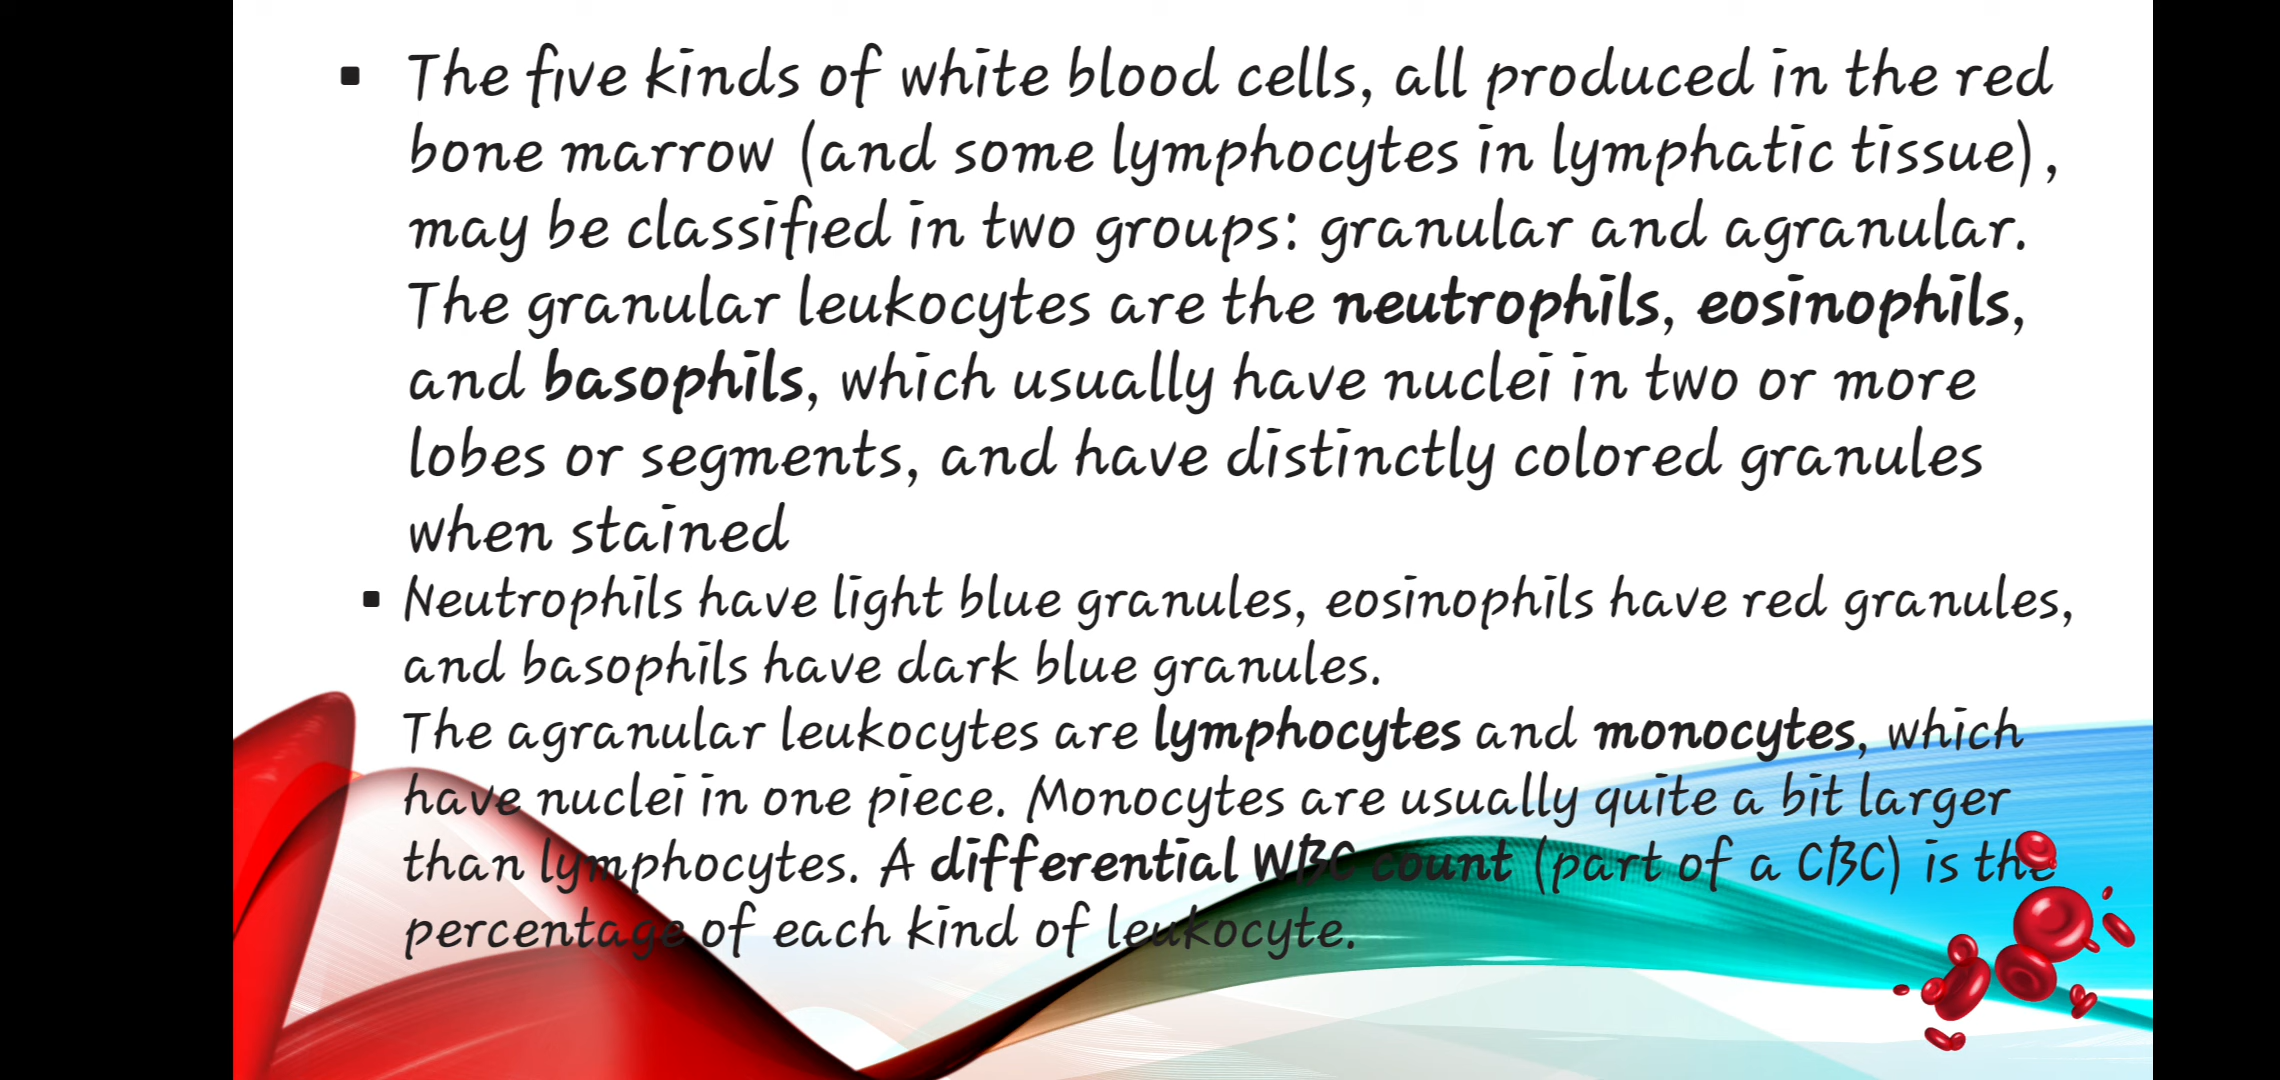 ▪ The five kinds of white blood cells, all produced in the red
bone marrow (and some lymphocytes in lymphatic tissue),
may be classified in two groups: granular and agranular.
The granular leukocytes are the neutrophils, eosinophils,
and basophils, which usually have nuclei in two or more
lobes or segments, and have distinctly colored granules
when stained
▪ Neutrophils have light blue granules, eosinophils have red granules,
and basophils have dark blue granules.
The agranular leukocytes are lymphocytes and monocytes, which
have nuclei in one piece. Monocytes are usually quite a bit larger
than lymphocytes. A differential WBC count (part of a CBC) is the
percentage of each kind of leukocyte.